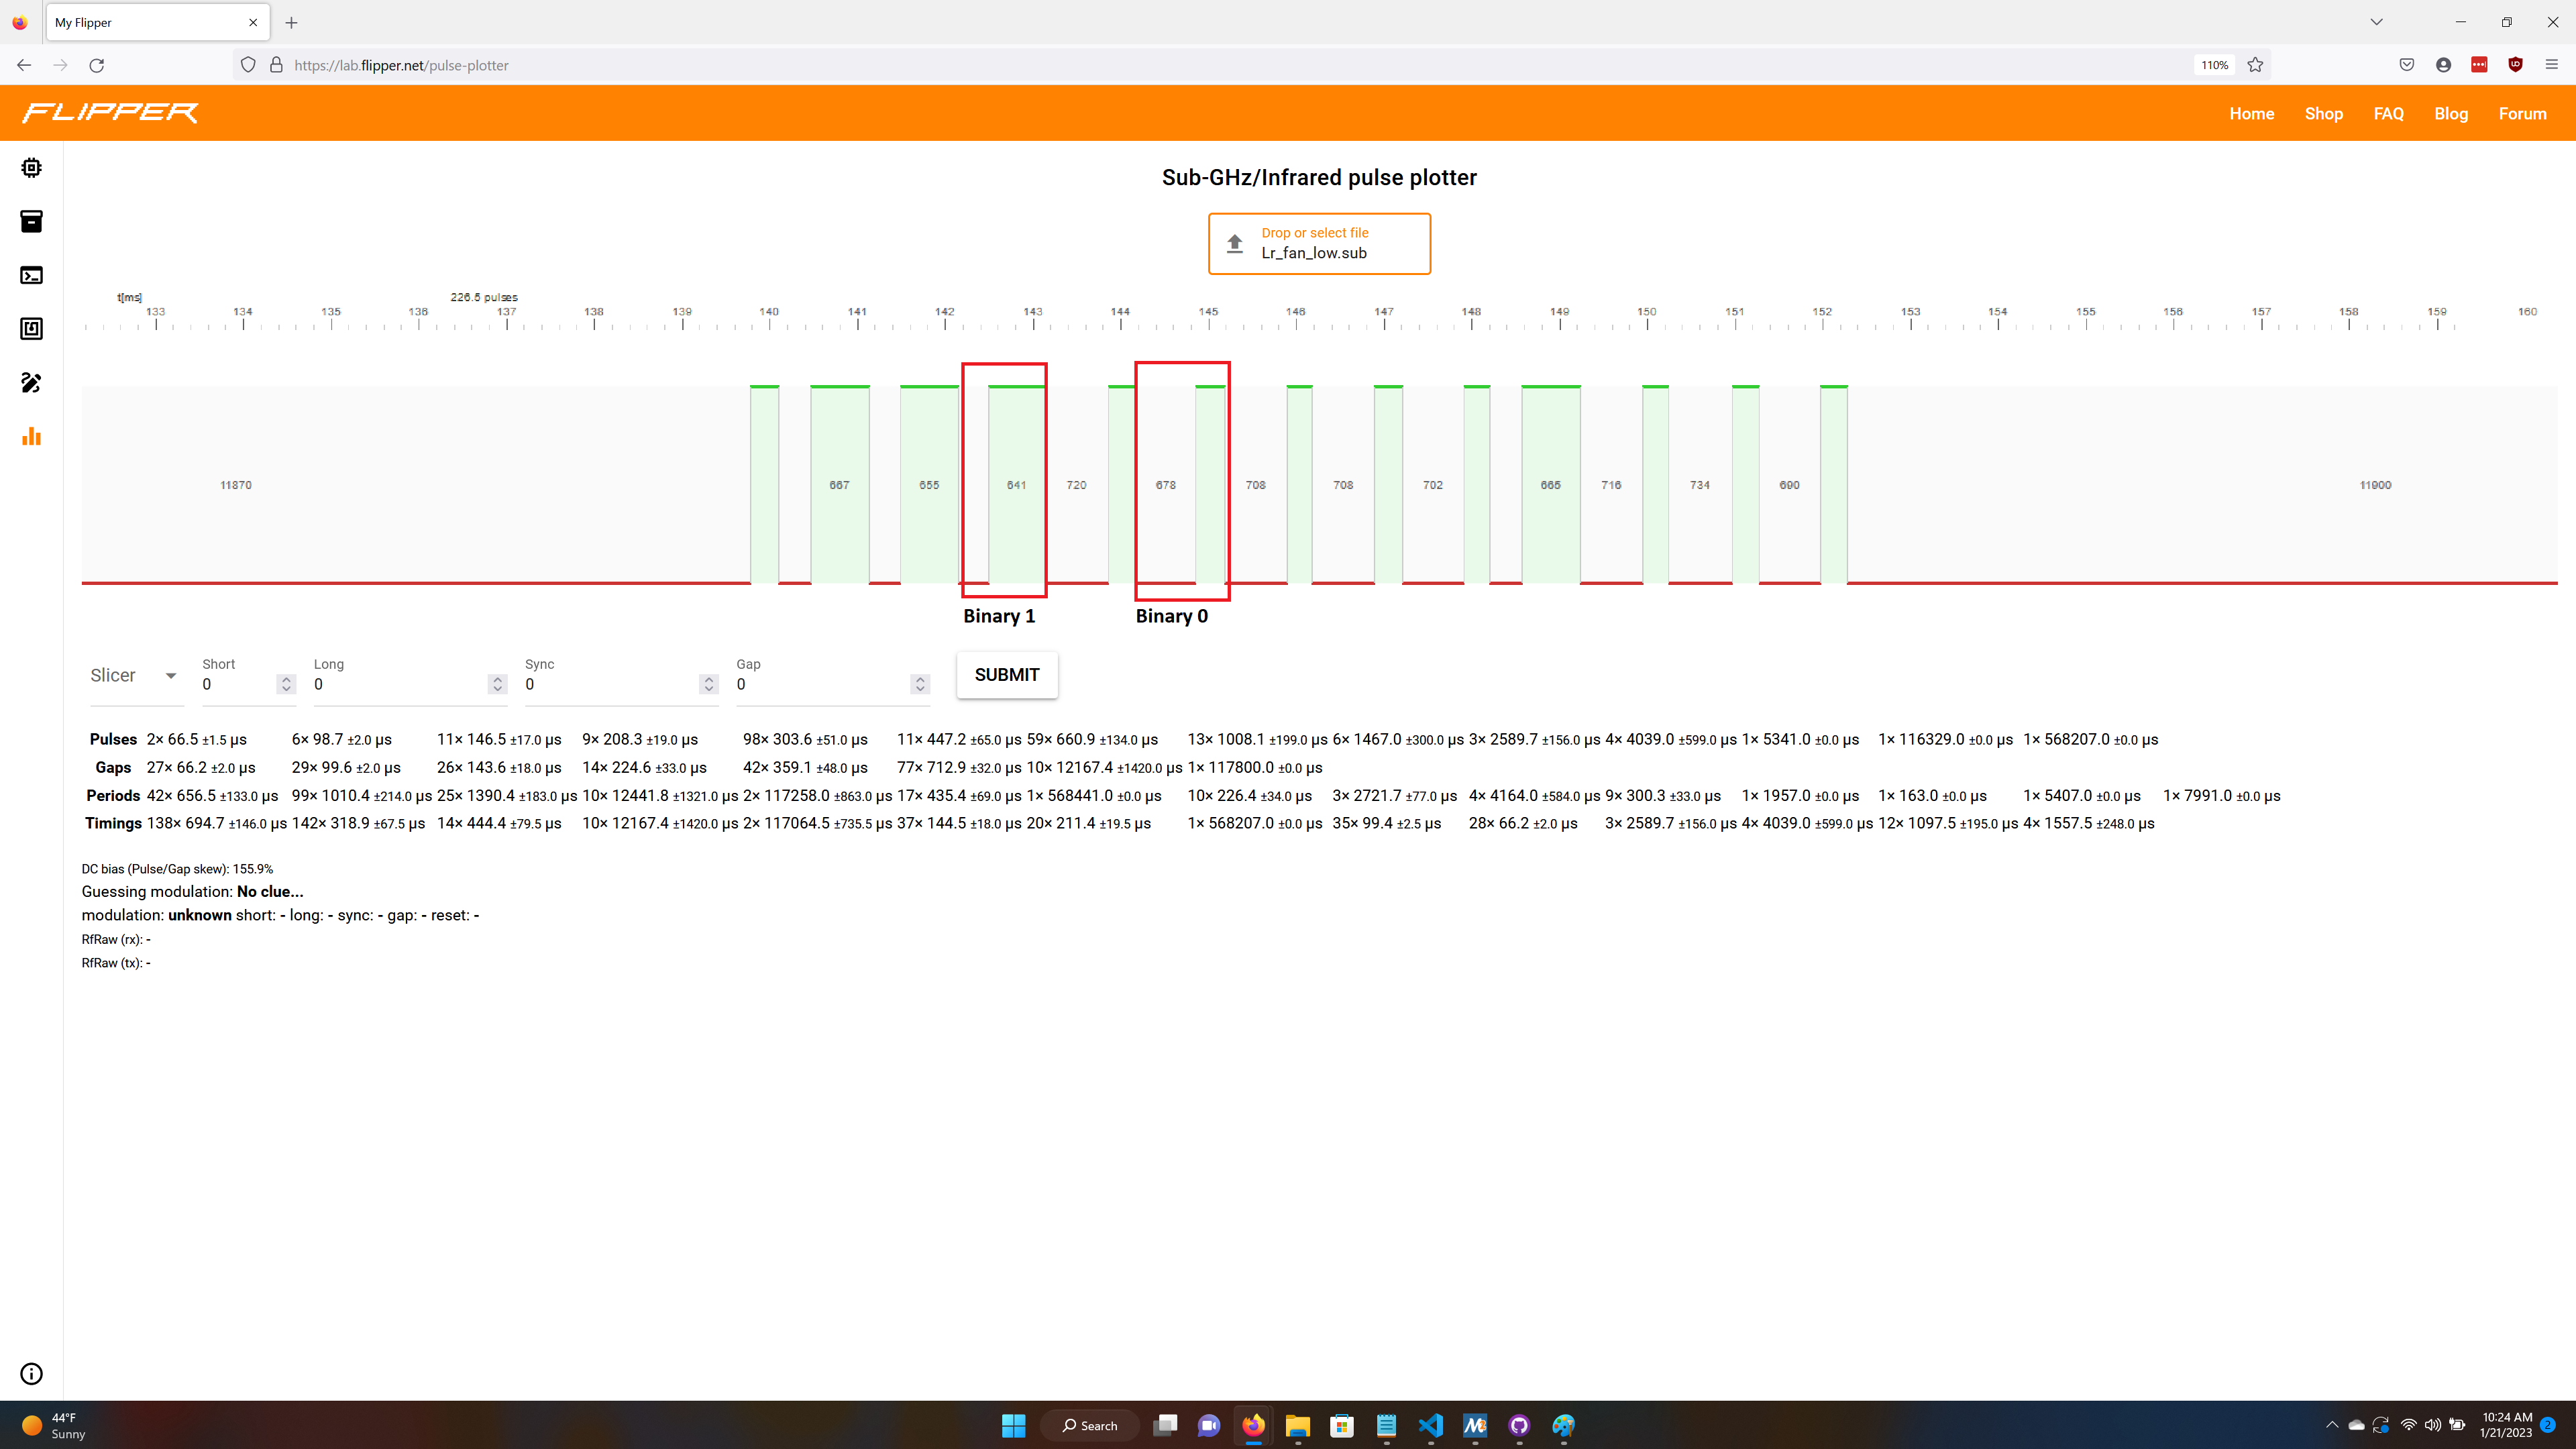 My Flipper
https://lab.flipper.net/pulse-plotter
110%
FLIPPER
Home Shop FAQ Blog Forum
Sub-GHz/Infrared pulse plotter
Drop or select file
Lr_fan_low.sub
t[ms] 226.5 pulses
133 134 135 136 137 138 139 140 141 142 143 144 145 146 147 148 149 150 151 152 153 154 155 156 157 158 159 160
11870 667 655 641 720 678 708 708 702 665 716 734 690 11900
Binary 1 Binary 0
Slicer Short 0 Long 0 Sync 0 Gap 0 SUBMIT
Pulses 2× 66.5 ±1.5 µs 6× 98.7 ±2.0 µs 11× 146.5 ±17.0 µs 9× 208.3 ±19.0 µs 98× 303.6 ±51.0 µs 11× 447.2 ±65.0 µs 59× 660.9 ±134.0 µs 13× 1008.1 ±199.0 µs 6× 1467.0 ±300.0 µs 3× 2589.7 ±156.0 µs 4× 4039.0 ±599.0 µs 1× 5341.0 ±0.0 µs 1× 116329.0 ±0.0 µs 1× 568207.0 ±0.0 µs
Gaps 27× 66.2 ±2.0 µs 29× 99.6 ±2.0 µs 26× 143.6 ±18.0 µs 14× 224.6 ±33.0 µs 42× 359.1 ±48.0 µs 77× 712.9 ±32.0 µs 10× 12167.4 ±1420.0 µs 1× 117800.0 ±0.0 µs
Periods 42× 656.5 ±133.0 µs 99× 1010.4 ±214.0 µs 25× 1390.4 ±183.0 µs 10× 12441.8 ±1321.0 µs 2× 117258.0 ±863.0 µs 17× 435.4 ±69.0 µs 1× 568441.0 ±0.0 µs 10× 226.4 ±34.0 µs 3× 2721.7 ±77.0 µs 4× 4164.0 ±584.0 µs 9× 300.3 ±33.0 µs 1× 1957.0 ±0.0 µs 1× 163.0 ±0.0 µs 1× 5407.0 ±0.0 µs 1× 7991.0 ±0.0 µs
Timings 138× 694.7 ±146.0 µs 142× 318.9 ±67.5 µs 14× 444.4 ±79.5 µs 10× 12167.4 ±1420.0 µs 2× 117064.5 ±735.5 µs 37× 144.5 ±18.0 µs 20× 211.4 ±19.5 µs 1× 568207.0 ±0.0 µs 35× 99.4 ±2.5 µs 28× 66.2 ±2.0 µs 3× 2589.7 ±156.0 µs 4× 4039.0 ±599.0 µs 12× 1097.5 ±195.0 µs 4× 1557.5 ±248.0 µs
DC bias (Pulse/Gap skew): 155.9%
Guessing modulation: No clue...
modulation: unknown short: - long: - sync: - gap: - reset: -
RfRaw (rx): -
RfRaw (tx): -
44°F
Sunny
Search
10:24 AM
1/21/2023
2